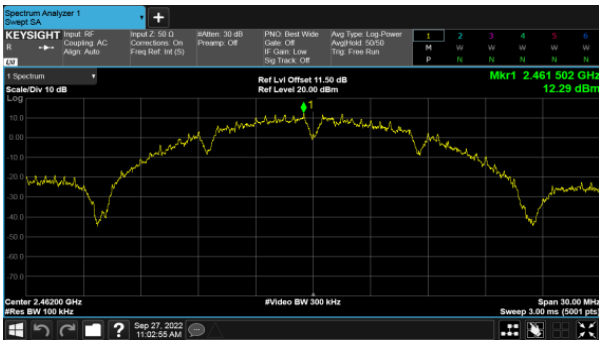 Spectrum Analyzer 1
Swept SA
+
KEYSIGHT
R
LXI
Input: RF
Coupling: AC
Align: Auto
Input Z: 50 Ω
Corrections: On
Freq Ref: Int (S)
#Atten: 30 dB
Preamp: Off
PNO: Best Wide
Gate: Off
IF Gain: Low
Sig Track: Off
Avg Type: Log-Power
Avg|Hold: 50/50
Trig: Free Run
1 2 3 4 5 6
M W W W W W
P N N N N N
1 Spectrum
Scale/Div 10 dB
Ref Lvl Offset 11.50 dB
Ref Level 20.00 dBm
Mkr1 2.461 502 GHz
12.29 dBm
Log
1
10.0
0.00
-10.0
-20.0
-30.0
-40.0
-50.0
-60.0
-70.0
Center 2.46200 GHz
#Res BW 100 kHz
#Video BW 300 kHz
Span 30.00 MHz
Sweep 3.00 ms (5001 pts)
?
Sep 27, 2022
11:02:55 AM